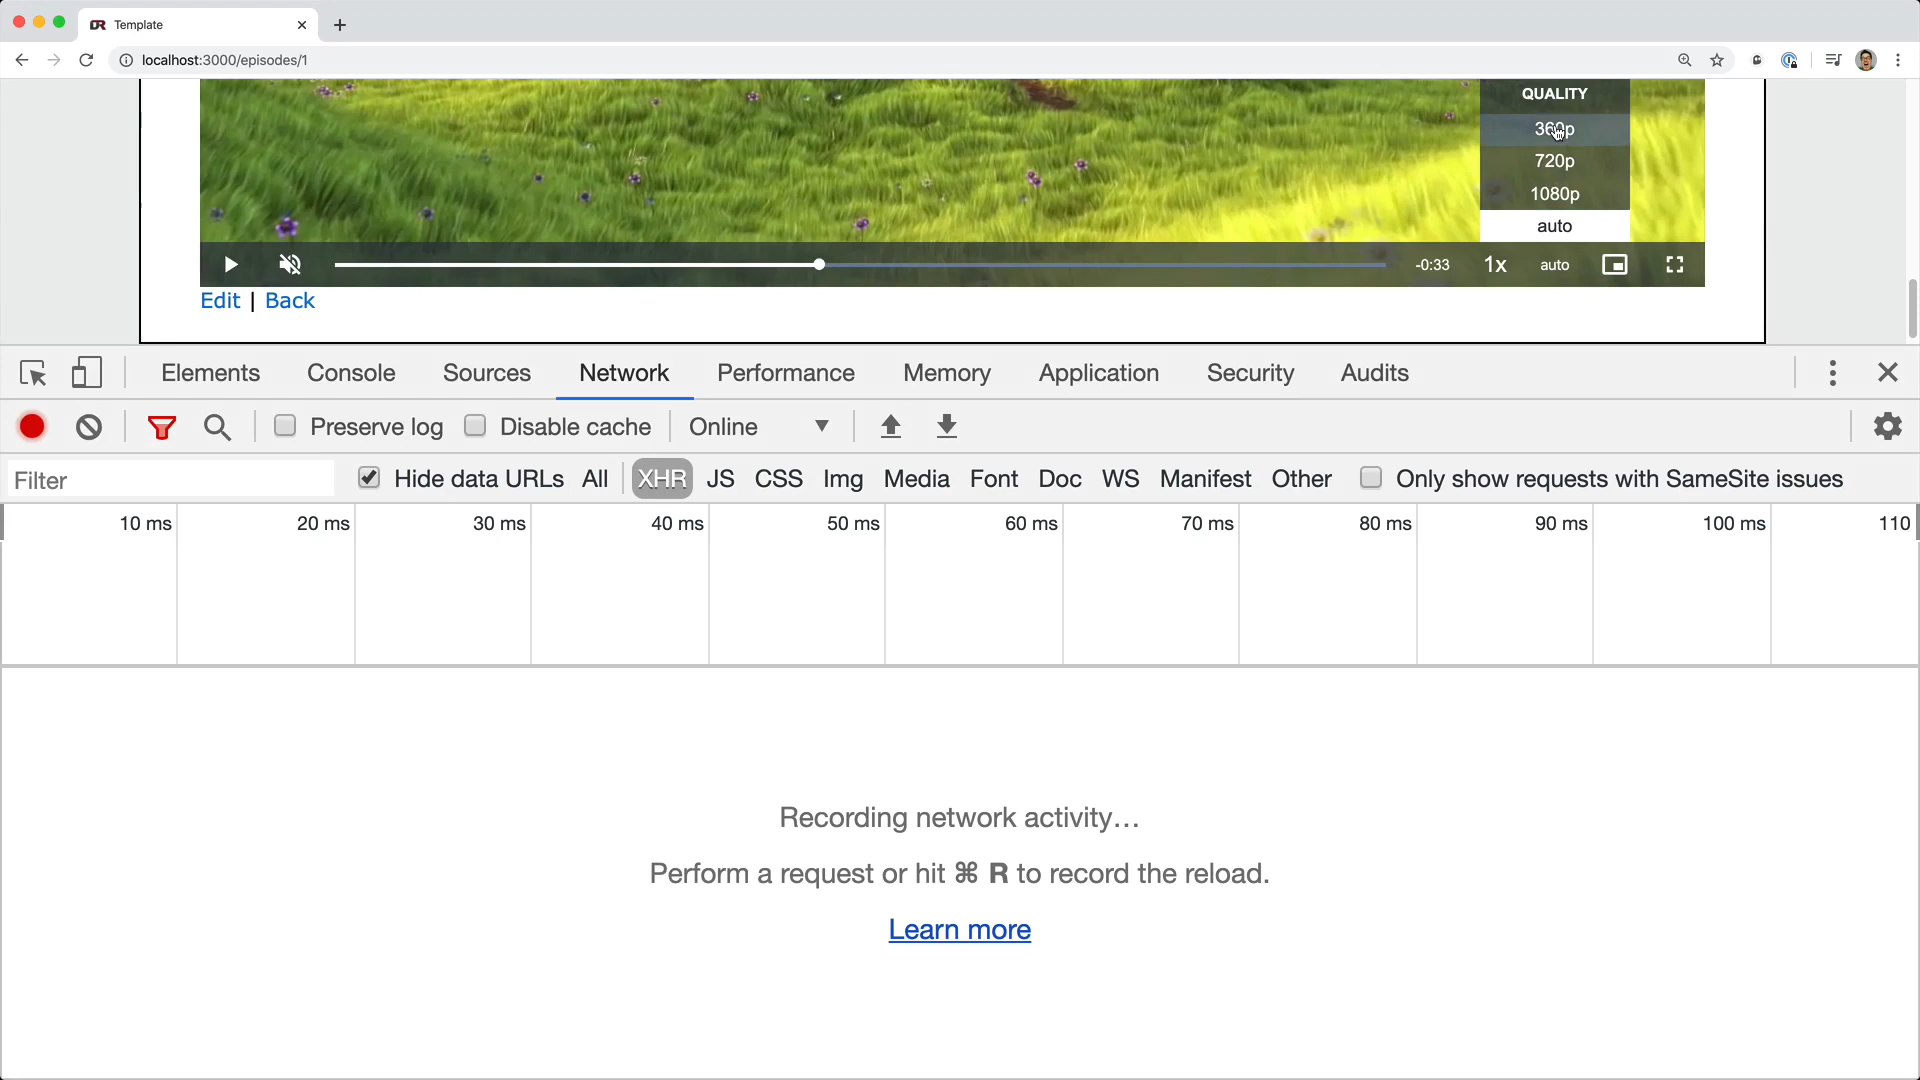 Template
localhost:3000/episodes/1
QUALITY
360p
720p
1080p
auto
-0:33 1x auto
Edit | Back
Elements Console Sources Network Performance Memory Application Security Audits
Preserve log Disable cache Online
Filter Hide data URLs All XHR JS CSS Img Media Font Doc WS Manifest Other Only show requests with SameSite issues
10 ms 20 ms 30 ms 40 ms 50 ms 60 ms 70 ms 80 ms 90 ms 100 ms 110
Recording network activity…
Perform a request or hit ⌘ R to record the reload.
Learn more